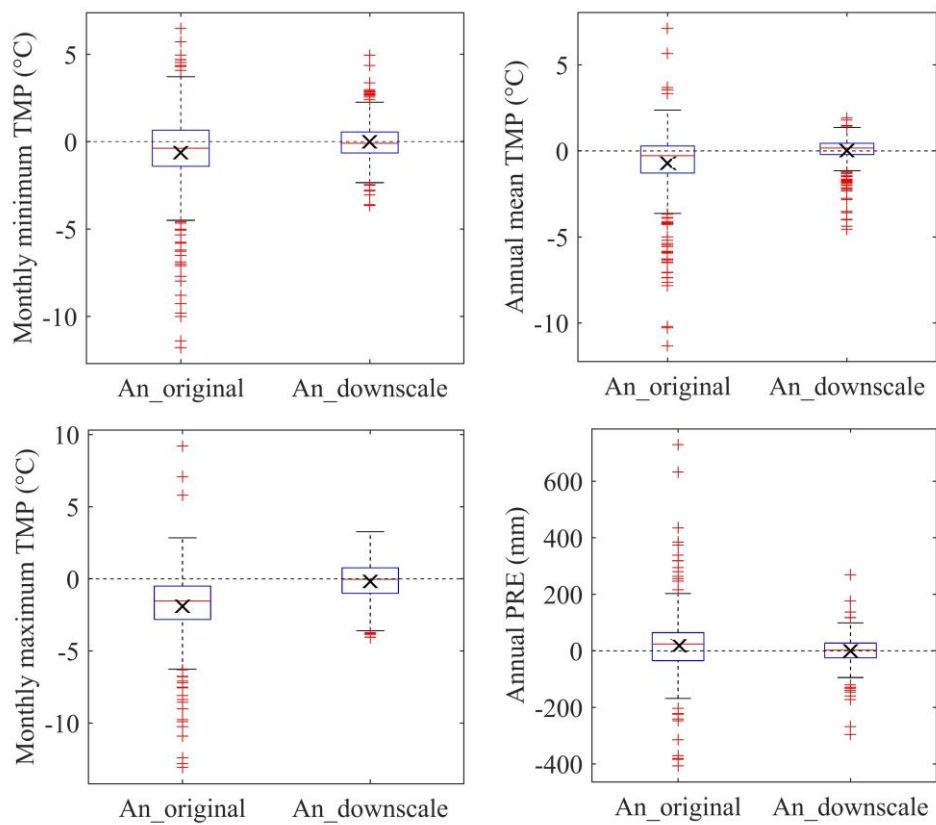 Monthly minimum TMP (°C)
5
0
-5
-10
An_original
An_downscale
Annual mean TMP (°C)
5
0
-5
-10
An_original
An_downscale
Monthly maximum TMP (°C)
10
5
0
-5
-10
An_original
An_downscale
Annual PRE (mm)
600
400
200
0
-200
-400
An_original
An_downscale